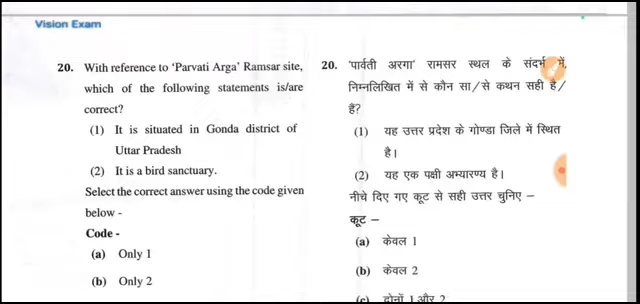 Vision Exam
20. With reference to 'Parvati Arga' Ramsar site,
which of the following statements is/are
correct?
(1) It is situated in Gonda district of
Uttar Pradesh
(2) It is a bird sanctuary.
Select the correct answer using the code given
below -
Code -
(a) Only 1
(b) Only 2
20. 'पार्वती अरगा' रामसर स्थल के संदर्भ में,
निम्नलिखित में से कौन सा/से कथन सही है/
हैं?
(1) यह उत्तर प्रदेश के गोण्डा जिले में स्थित
है।
(2) यह एक पक्षी अभ्यारण्य है।
नीचे दिए गए कूट से सही उत्तर चुनिए –
कूट –
(a) केवल 1
(b) केवल 2
(c) दोनों 1 और 2